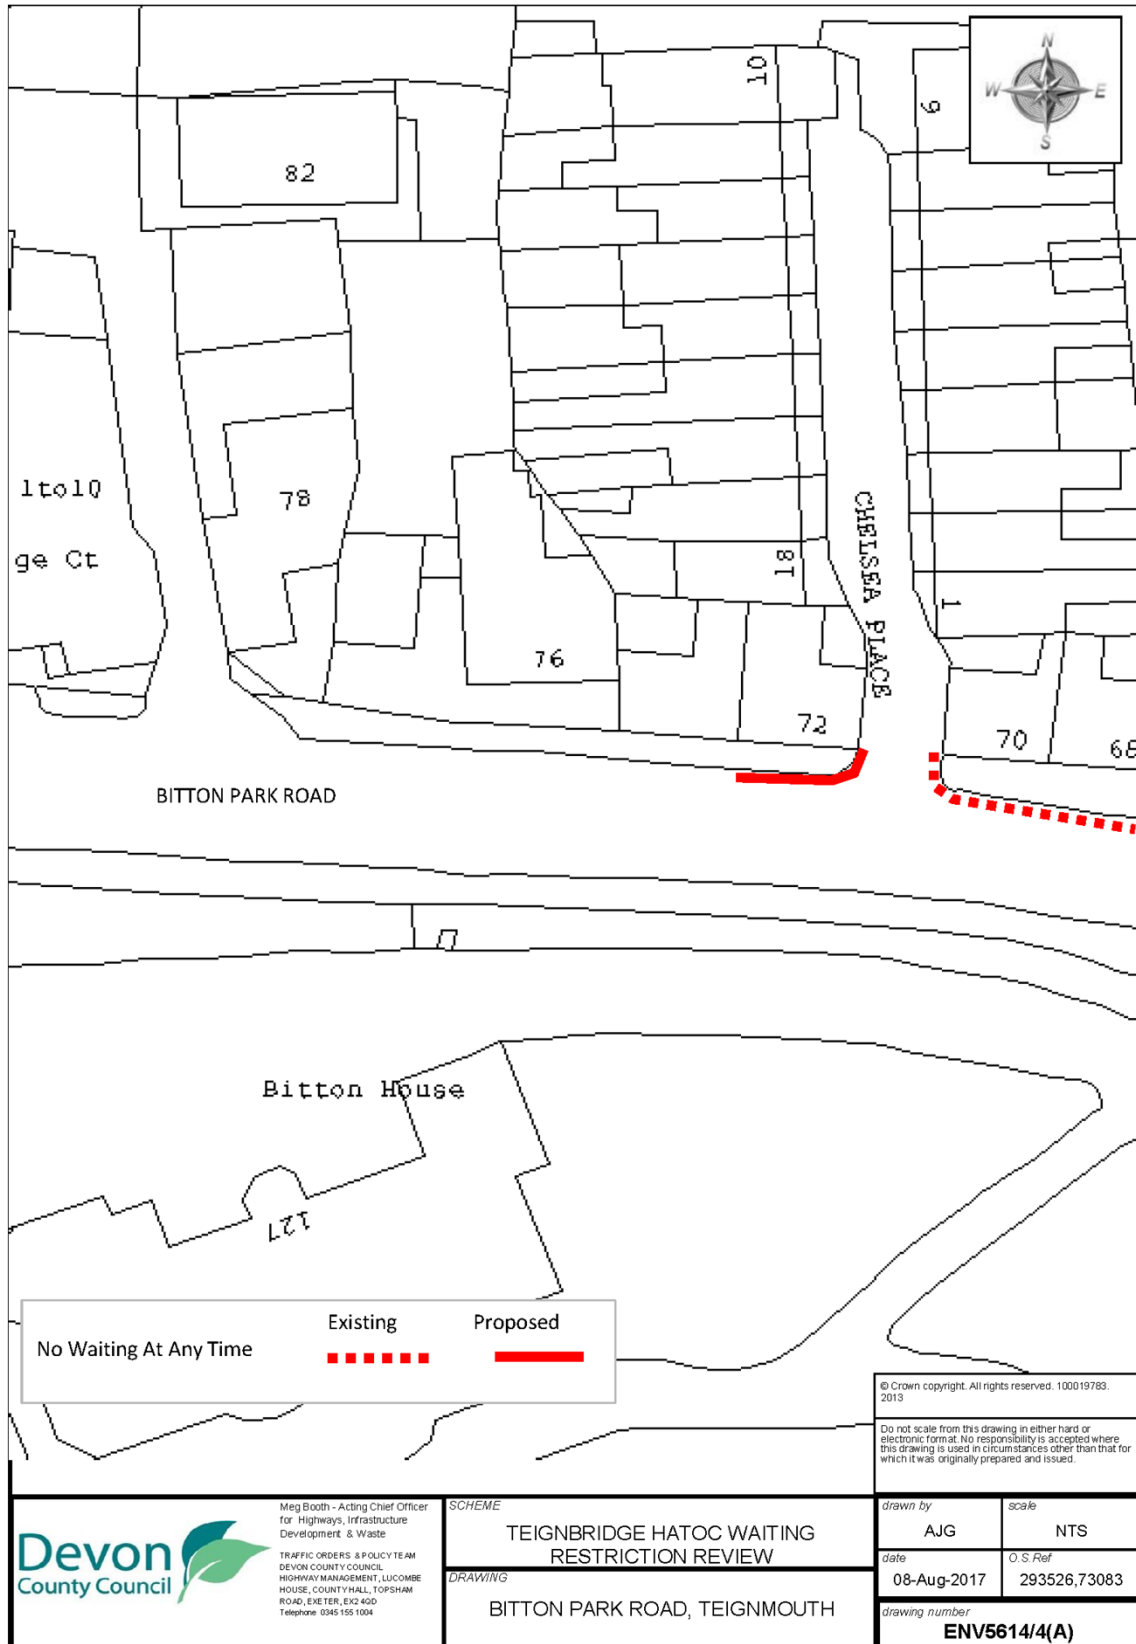 N
W E
S
10
9
82
1to10
78
ge Ct
CHELSEA PLACE
18
1
76
72
70
68
BITTON PARK ROAD
Bitton House
127
Existing Proposed
No Waiting At Any Time
© Crown copyright. All rights reserved. 100019783.
2013
Do not scale from this drawing in either hard or
electronic format. No responsibility is accepted where
this drawing is used in circumstances other than that for
which it was originally prepared and issued.
Devon
County Council
Meg Booth - Acting Chief Officer
for Highways, Infrastructure
Development & Waste
TRAFFIC ORDERS & POLICY TEAM
DEVON COUNTY COUNCIL
HIGHWAY MANAGEMENT, LUCOMBE
HOUSE, COUNTY HALL, TOPSHAM
ROAD, EXETER, EX2 4QD
Telephone 0345 155 1004
SCHEME
TEIGNBRIDGE HATOC WAITING
RESTRICTION REVIEW
DRAWING
BITTON PARK ROAD, TEIGNMOUTH
drawn by
AJG
scale
NTS
date
08-Aug-2017
O.S.Ref
293526,73083
drawing number
ENV5614/4(A)